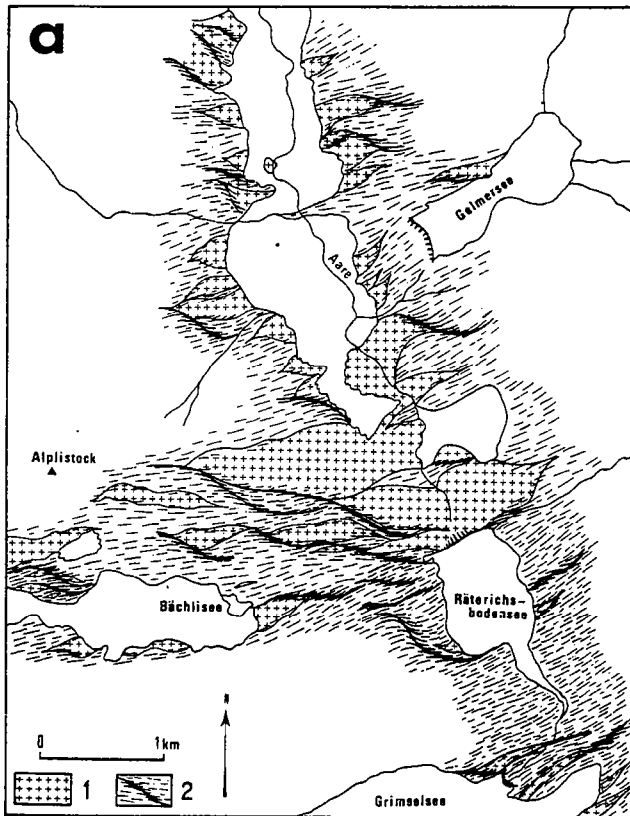 a
Gelmersee
Aare
Alplistock
Bächlisee
Räterichs-
bodensee
N
0 1km
1 2
Grimselsee